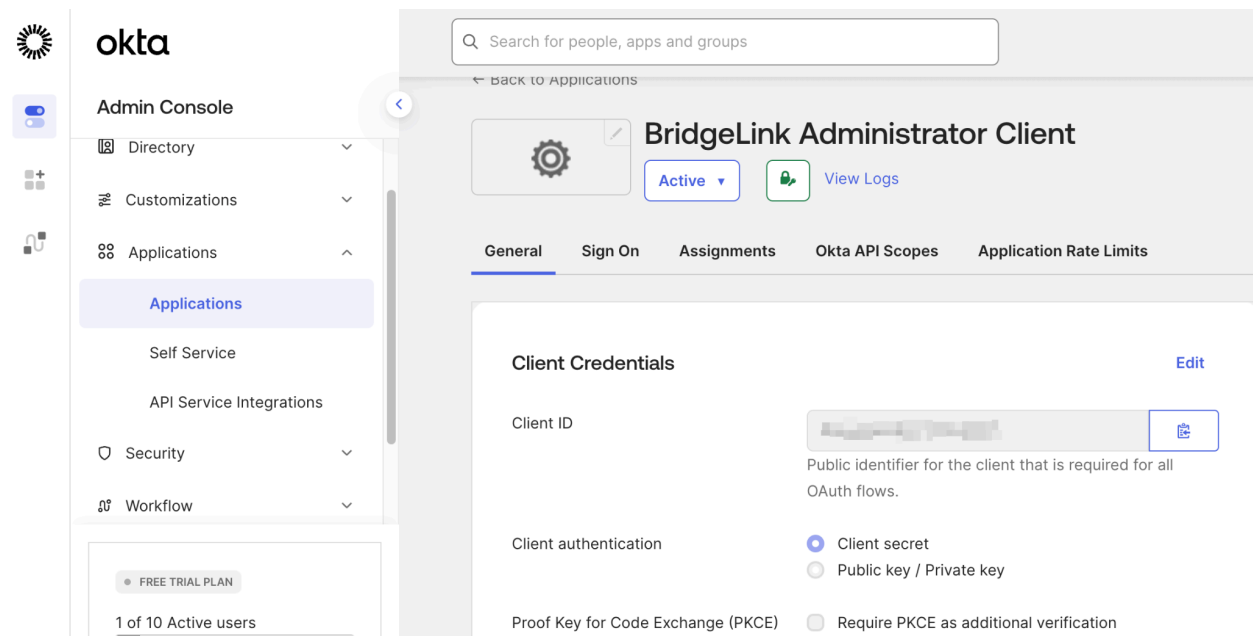 okta
Search for people, apps and groups
← Back to Applications
Admin Console
Directory
Customizations
Applications
Applications
Self Service
API Service Integrations
Security
Workflow
FREE TRIAL PLAN
1 of 10 Active users
BridgeLink Administrator Client
Active ▼
View Logs
General Sign On Assignments Okta API Scopes Application Rate Limits
Client Credentials Edit
Client ID
Public identifier for the client that is required for all
OAuth flows.
Client authentication
Client secret
Public key / Private key
Proof Key for Code Exchange (PKCE)
Require PKCE as additional verification